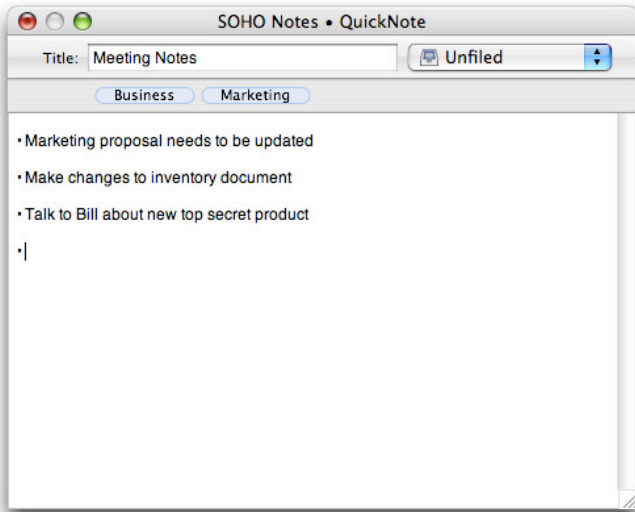 SOHO Notes • QuickNote
Title: Meeting Notes Unfiled
Business Marketing
• Marketing proposal needs to be updated
• Make changes to inventory document
• Talk to Bill about new top secret product
•